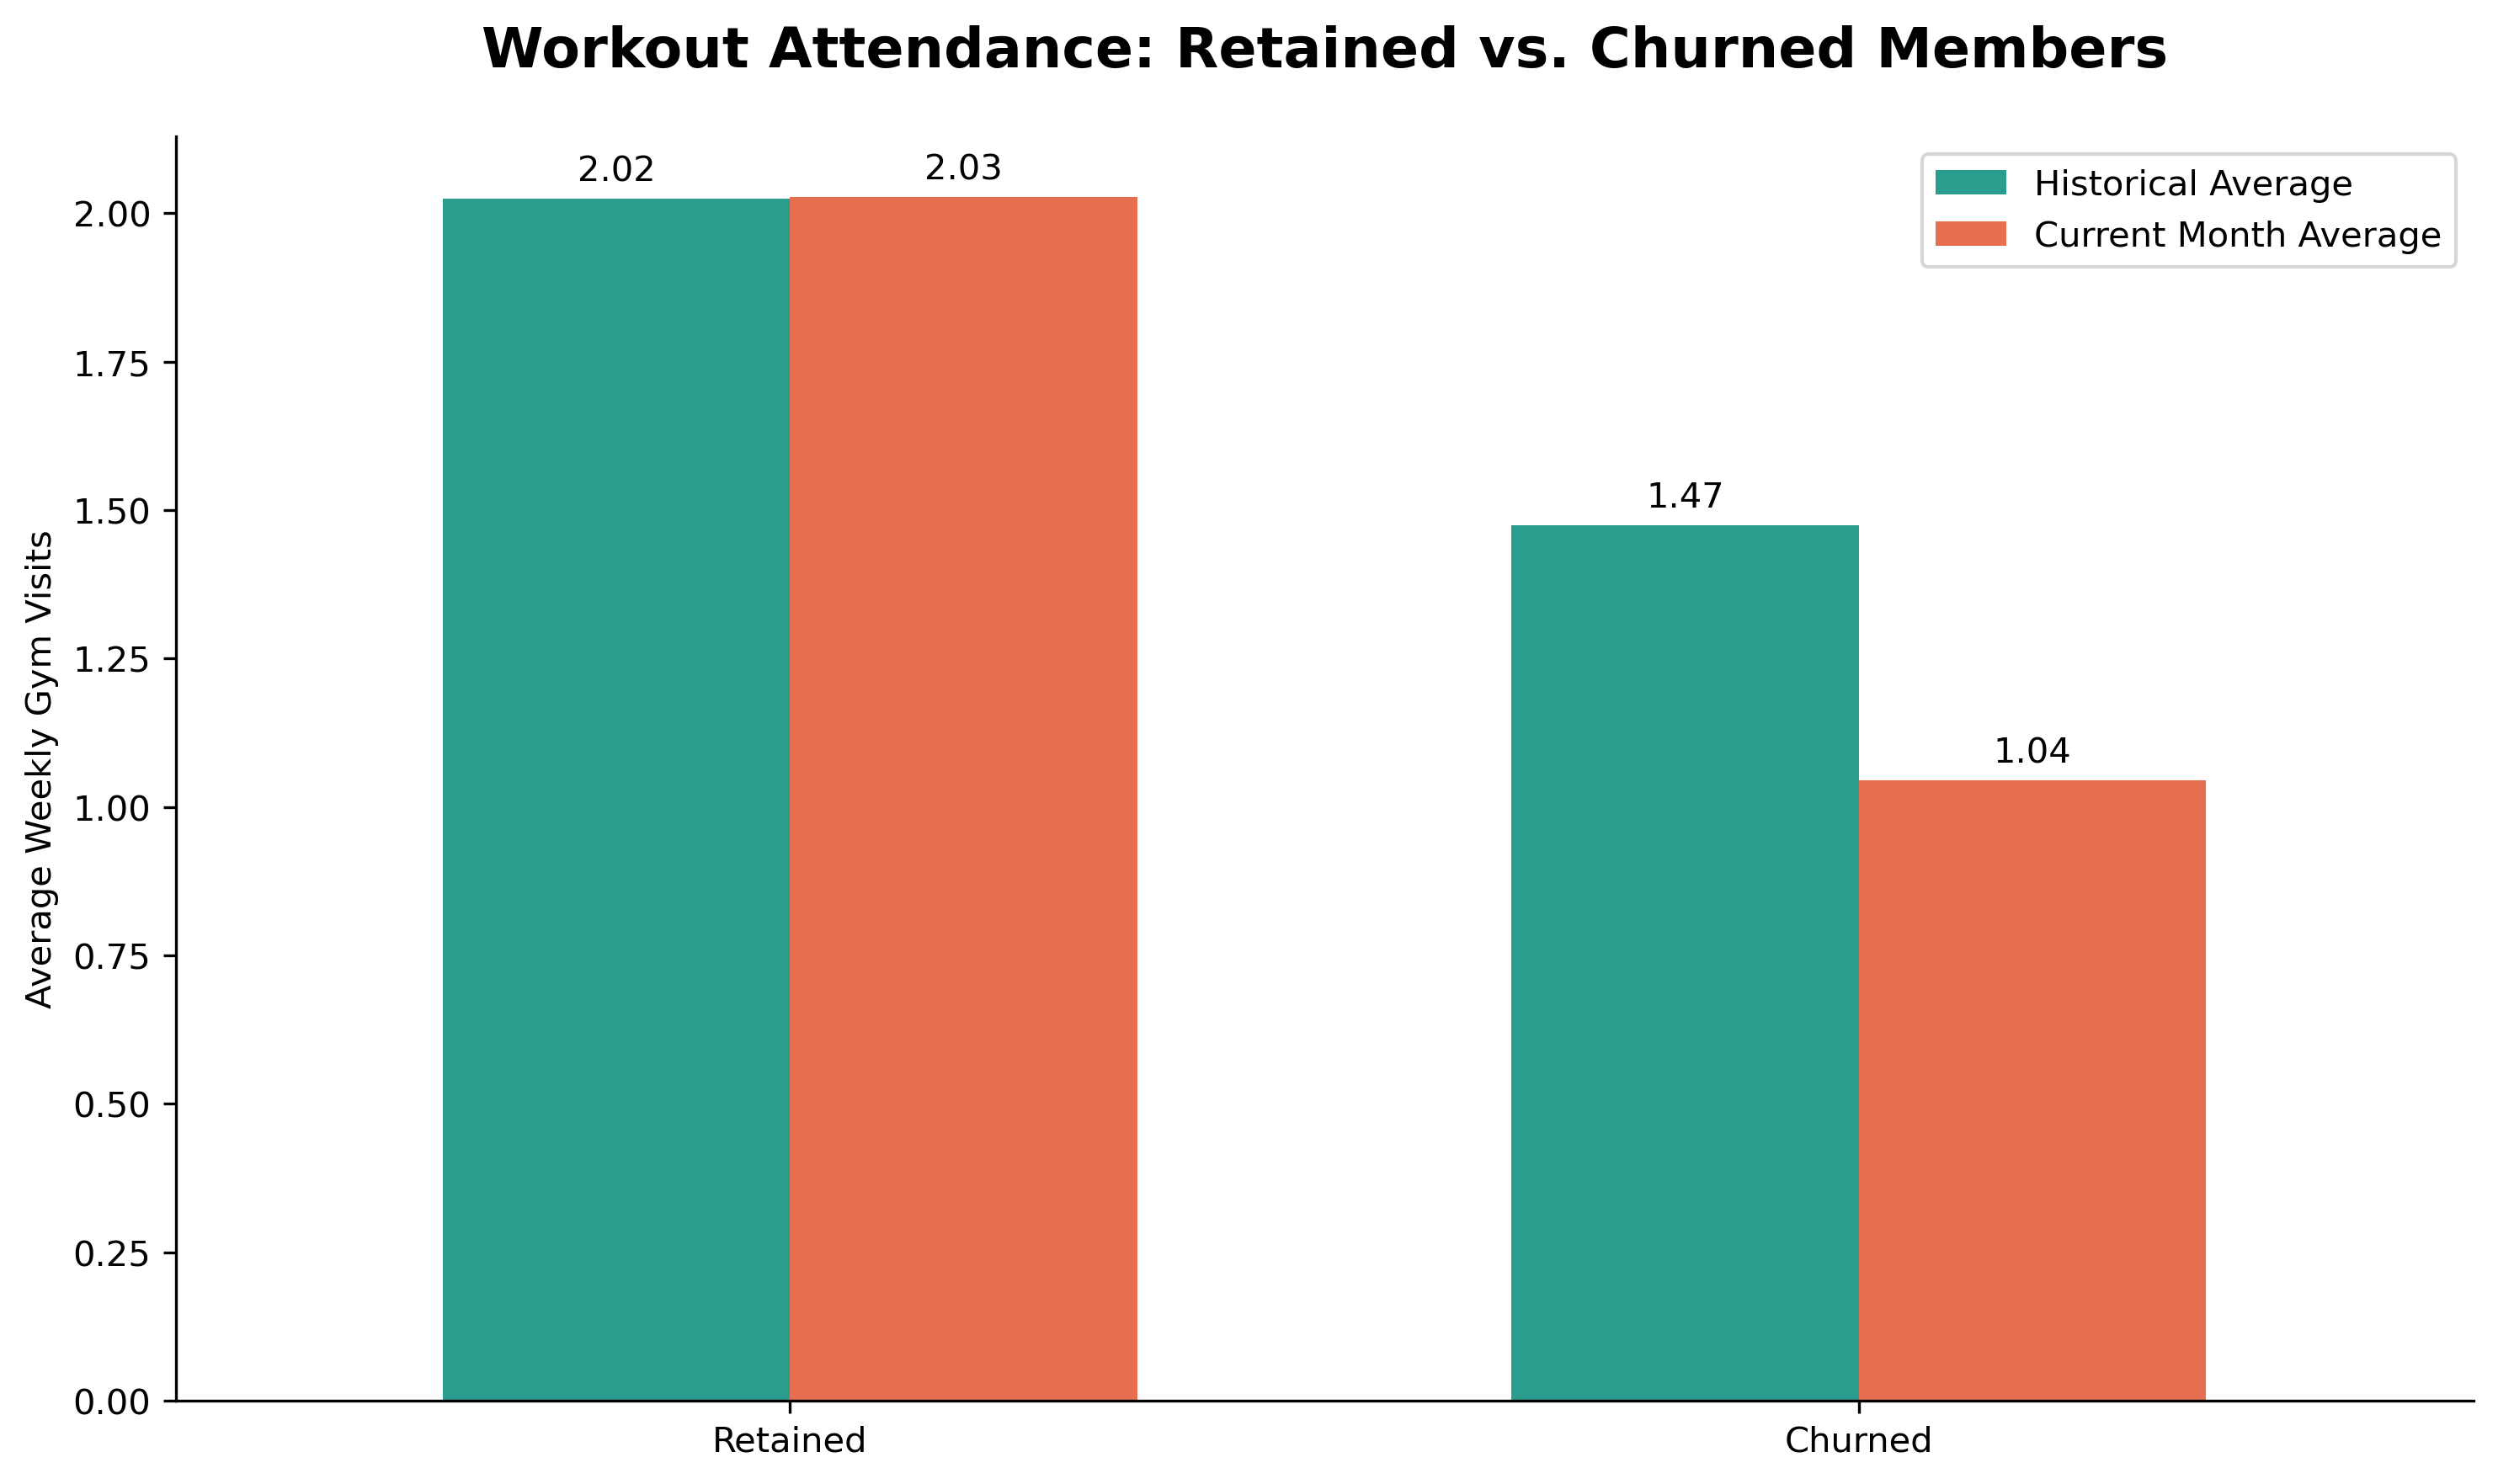 Workout Attendance: Retained vs. Churned Members
Historical Average
Current Month Average
2.02
2.03
1.47
1.04
2.00
1.75
1.50
1.25
1.00
0.75
0.50
0.25
0.00
Average Weekly Gym Visits
Retained
Churned